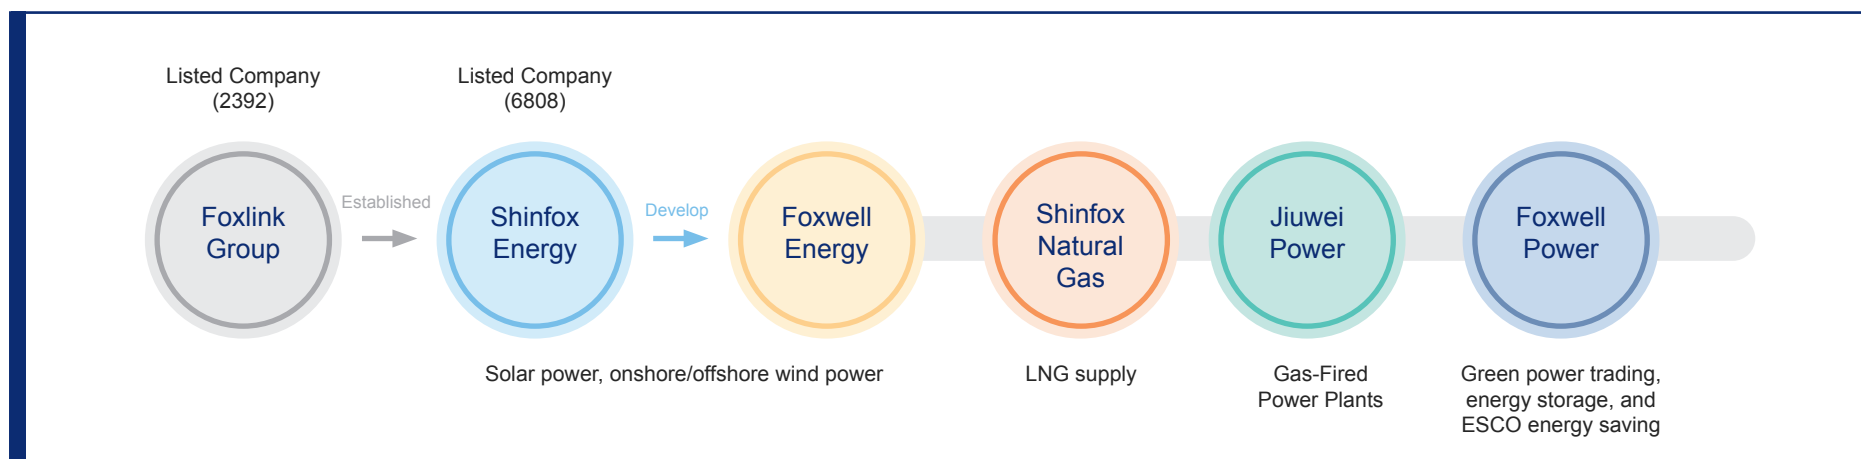 Listed Company
(2392)
Listed Company
(6808)
Foxlink
Group
Established
Shinfox
Energy
Develop
Foxwell
Energy
Shinfox
Natural
Gas
Jiuwei
Power
Foxwell
Power
Solar power, onshore/offshore wind power
LNG supply
Gas-Fired
Power Plants
Green power trading,
energy storage, and
ESCO energy saving